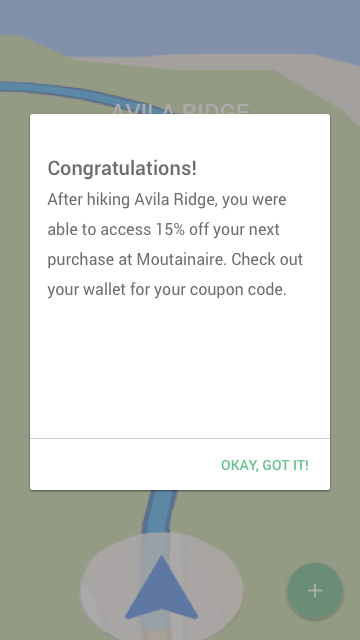 AVILA RIDGE
Congratulations!
After hiking Avila Ridge, you were
able to access 15% off your next
purchase at Moutainaire. Check out
your wallet for your coupon code.
OKAY, GOT IT!
+